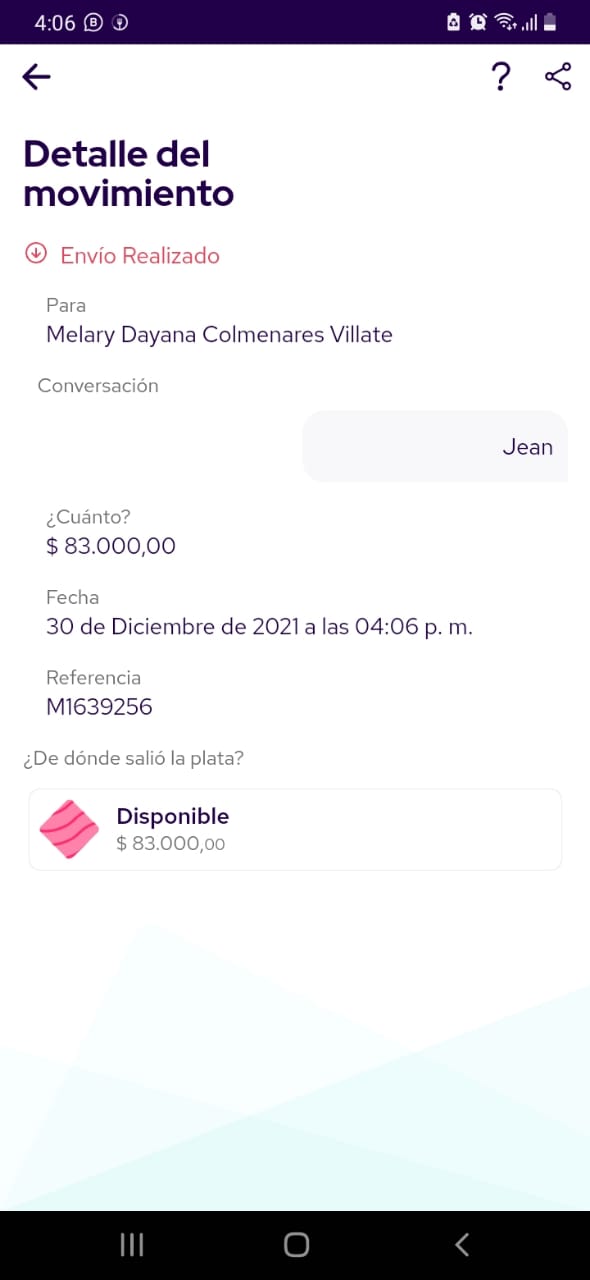 4:06
?
Detalle del
movimiento
Envío Realizado
Para
Melary Dayana Colmenares Villate
Conversación
Jean
¿Cuánto?
$ 83.000,00
Fecha
30 de Diciembre de 2021 a las 04:06 p. m.
Referencia
M1639256
¿De dónde salió la plata?
Disponible
$ 83.000,00